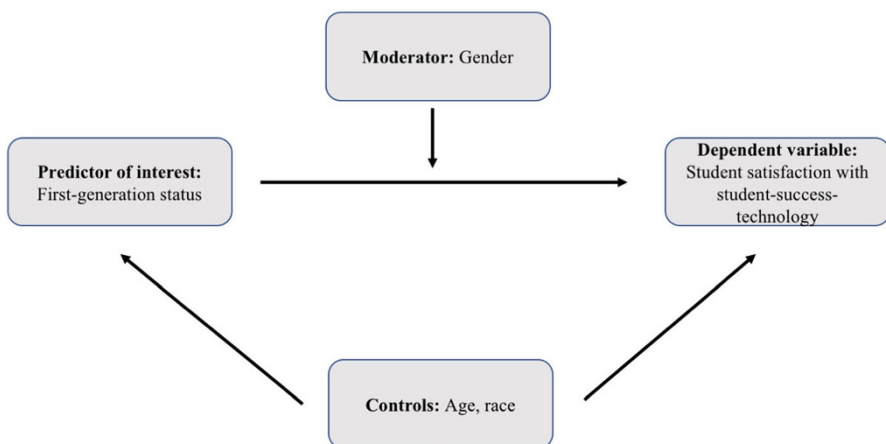 Moderator: Gender
Predictor of interest:
First-generation status
Dependent variable:
Student satisfaction with
student-success-
technology
Controls: Age, race